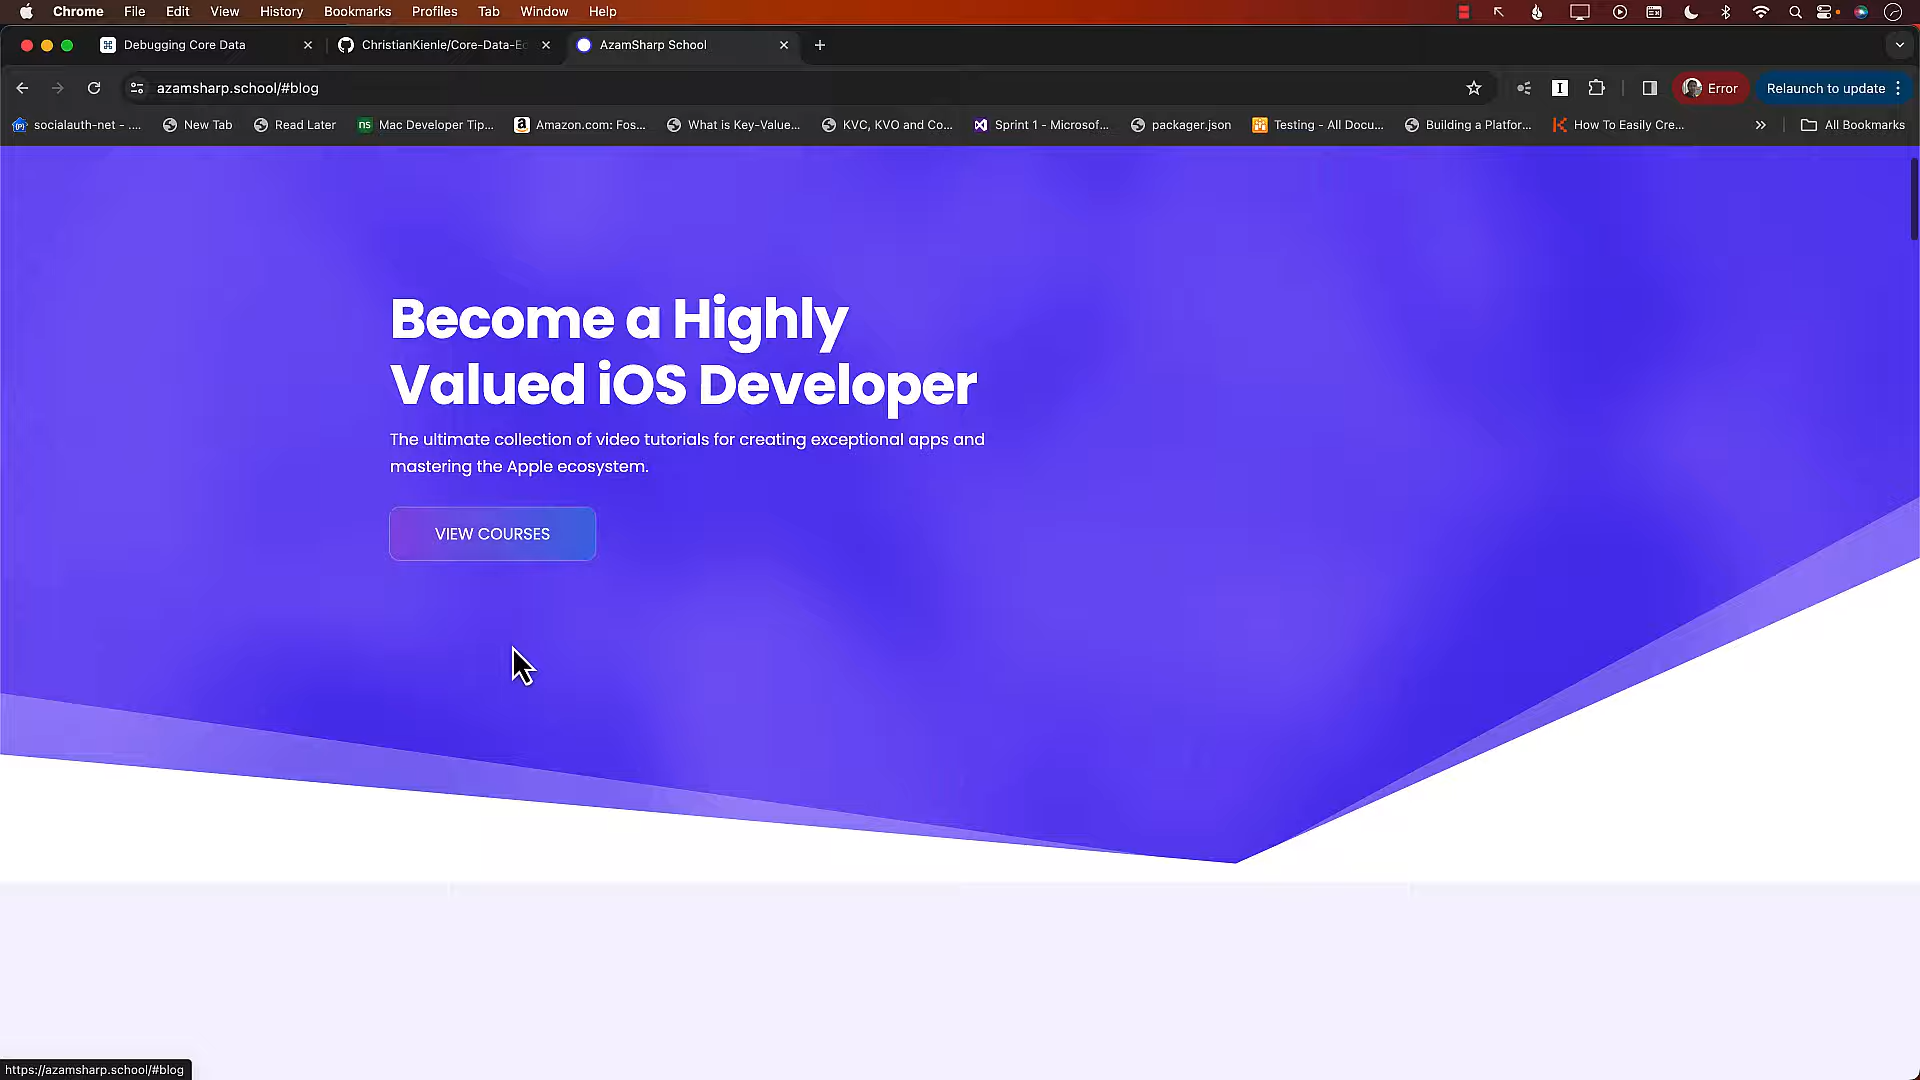 Chrome File Edit View History Bookmarks Profiles Tab Window Help
Debugging Core Data
ChristianKienle/Core-Data-Ec
AzamSharp School
azamsharp.school/#blog
Error
Relaunch to update
socialauth-net - ....
New Tab
Read Later
ns
Mac Developer Tip...
Amazon.com: Fos...
What is Key-Value...
KVC, KVO and Co...
Sprint 1 - Microsof...
packager.json
Testing - All Docu...
Building a Platfor...
How To Easily Cre...
All Bookmarks
Become a Highly
Valued iOS Developer
The ultimate collection of video tutorials for creating exceptional apps and
mastering the Apple ecosystem.
VIEW COURSES
https://azamsharp.school/#blog